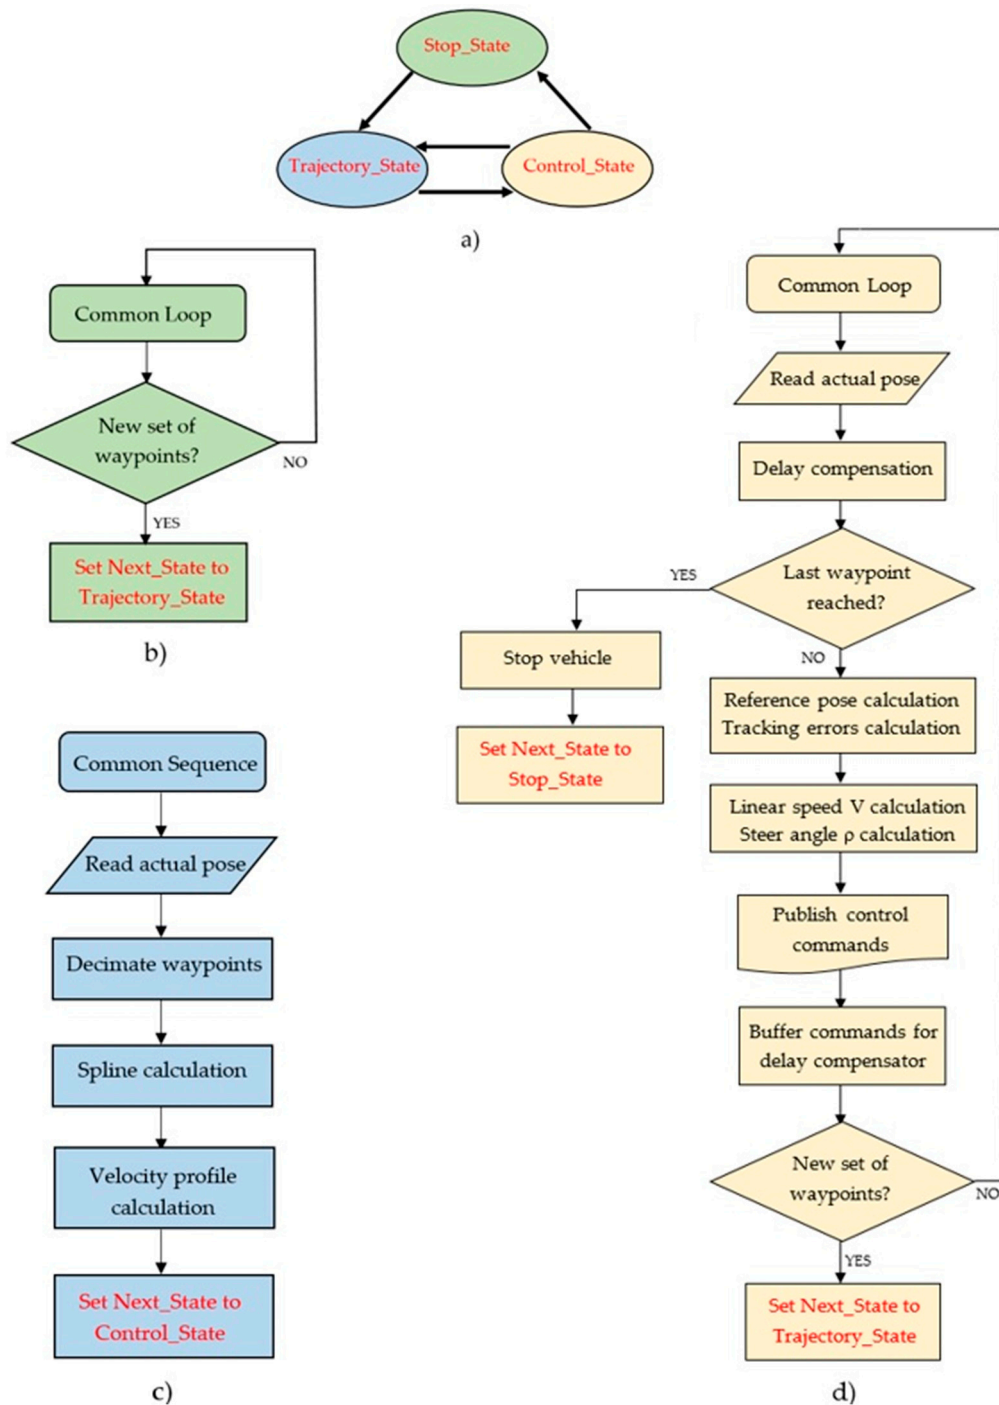 Stop_State
Trajectory_State
Control_State
a)
Common Loop
New set of
waypoints?
NO
YES
Set Next_State to
Trajectory_State
b)
Common Sequence
Read actual pose
Decimate waypoints
Spline calculation
Velocity profile
calculation
Set Next_State to
Control_State
c)
Common Loop
Read actual pose
Delay compensation
Last waypoint
reached?
YES
Stop vehicle
Set Next_State to
Stop_State
NO
Reference pose calculation
Tracking errors calculation
Linear speed V calculation
Steer angle ρ calculation
Publish control
commands
Buffer commands for
delay compensator
New set of
waypoints?
NO
YES
Set Next_State to
Trajectory_State
d)